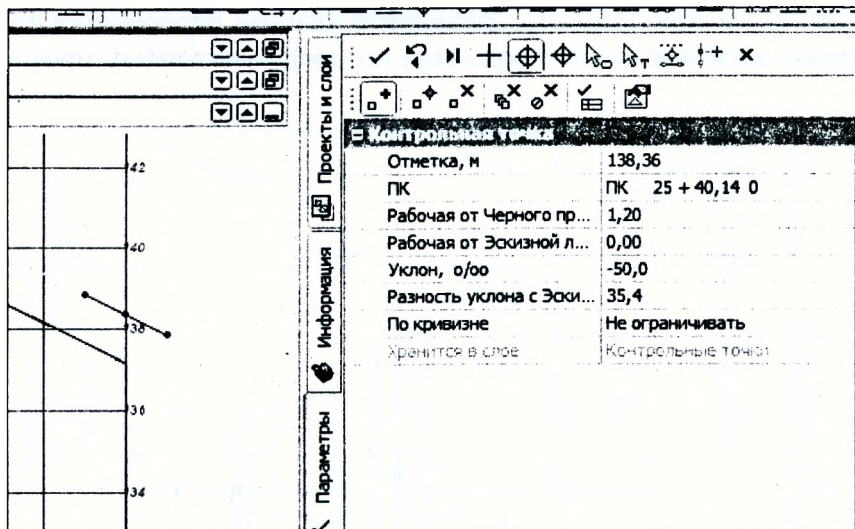 Проекты и слои
Информация
Параметры
Контрольная точка
Отметка, м 138,36
ПК ПК 25 + 40,14 0
Рабочая от Черного пр... 1,20
Рабочая от Эскизной л... 0,00
Уклон, о/оо -50,0
Разность уклона с Эски... 35,4
По кривизне Не ограничивать
Хранится в слое Контрольные точки
42
40
38
36
34